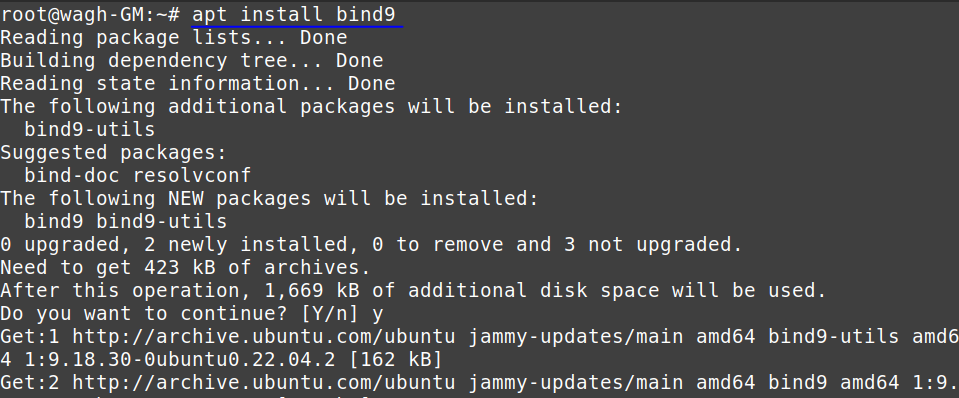 root@wagh-GM:~# apt install bind9
Reading package lists... Done
Building dependency tree... Done
Reading state information... Done
The following additional packages will be installed:
  bind9-utils
Suggested packages:
  bind-doc resolvconf
The following NEW packages will be installed:
  bind9 bind9-utils
0 upgraded, 2 newly installed, 0 to remove and 3 not upgraded.
Need to get 423 kB of archives.
After this operation, 1,669 kB of additional disk space will be used.
Do you want to continue? [Y/n] y
Get:1 http://archive.ubuntu.com/ubuntu jammy-updates/main amd64 bind9-utils amd6
4 1:9.18.30-0ubuntu0.22.04.2 [162 kB]
Get:2 http://archive.ubuntu.com/ubuntu jammy-updates/main amd64 bind9 amd64 1:9.